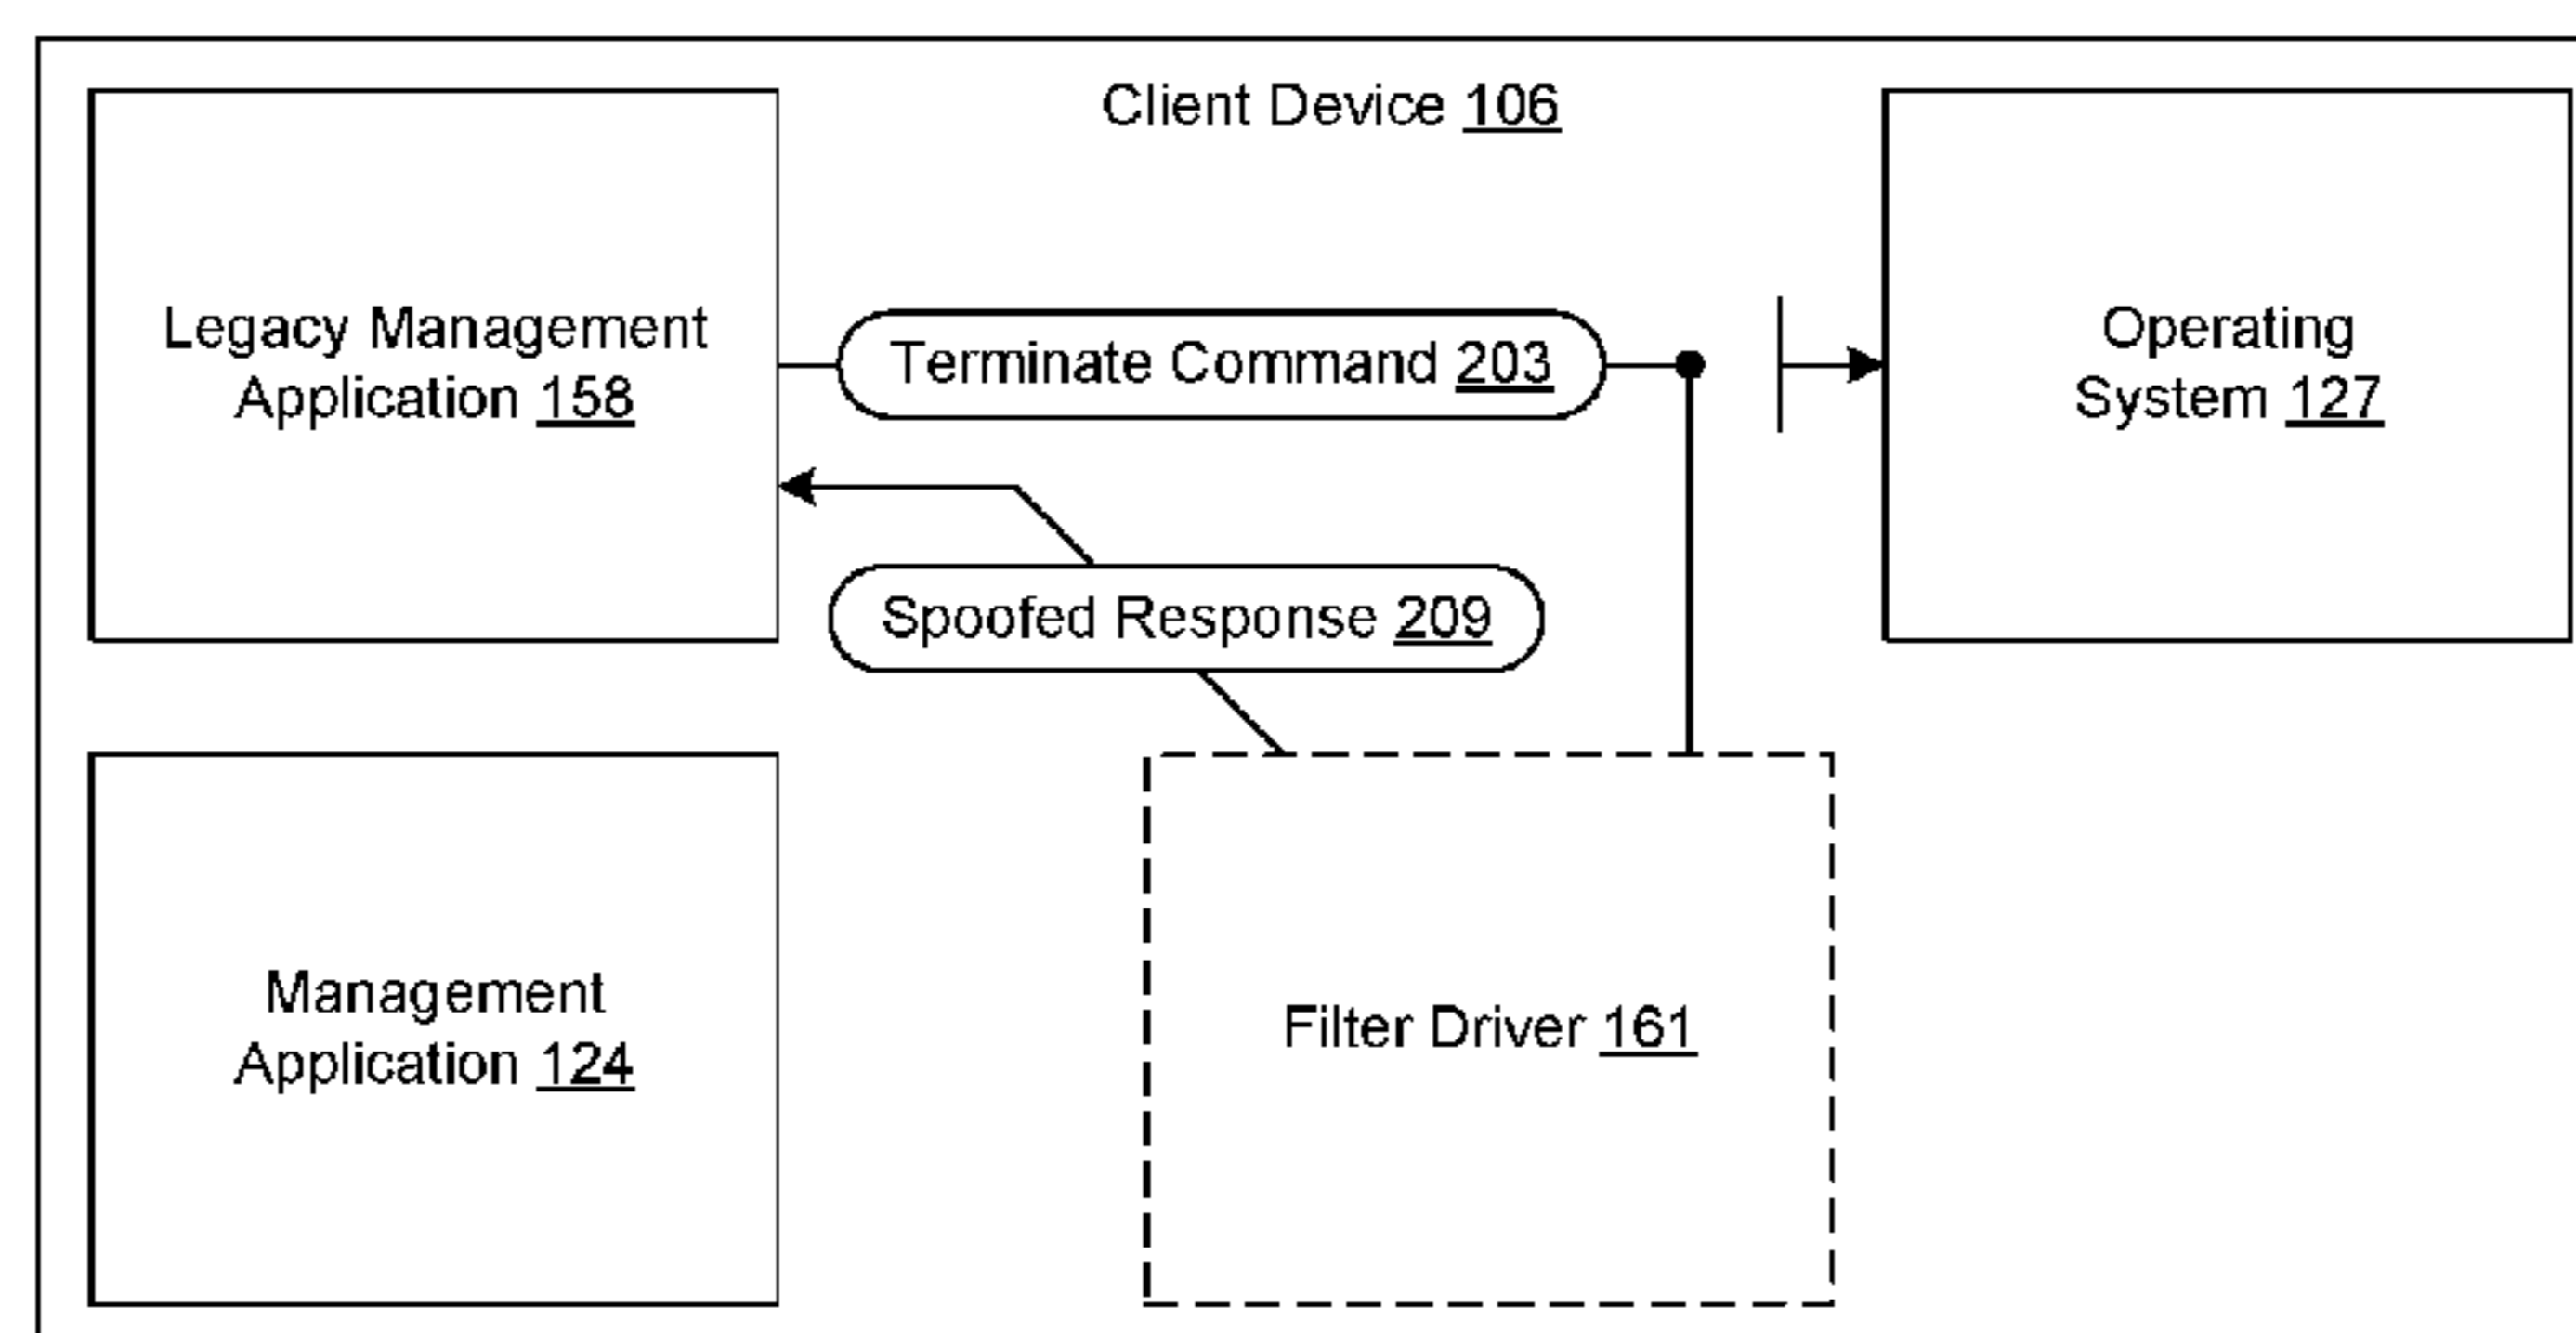 Client Device 106
Legacy Management
Application 158
Terminate Command 203
Operating
System 127
Spoofed Response 209
Management
Application 124
Filter Driver 161